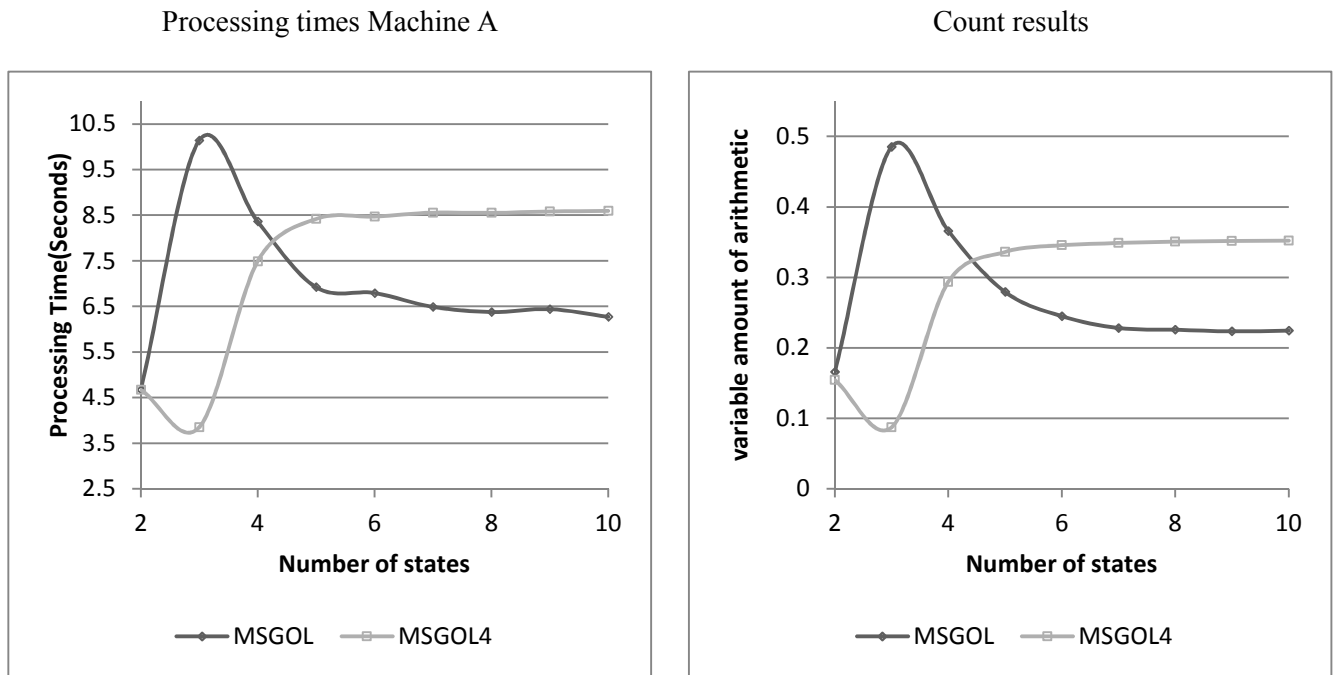 Processing times Machine A
Processing Time(Seconds)
10.5
9.5
8.5
7.5
6.5
5.5
4.5
3.5
2.5
2 4 6 8 10
Number of states
MSGOL MSGOL4
Count results
variable amount of arithmetic
0.5
0.4
0.3
0.2
0.1
0
2 4 6 8 10
Number of states
MSGOL MSGOL4